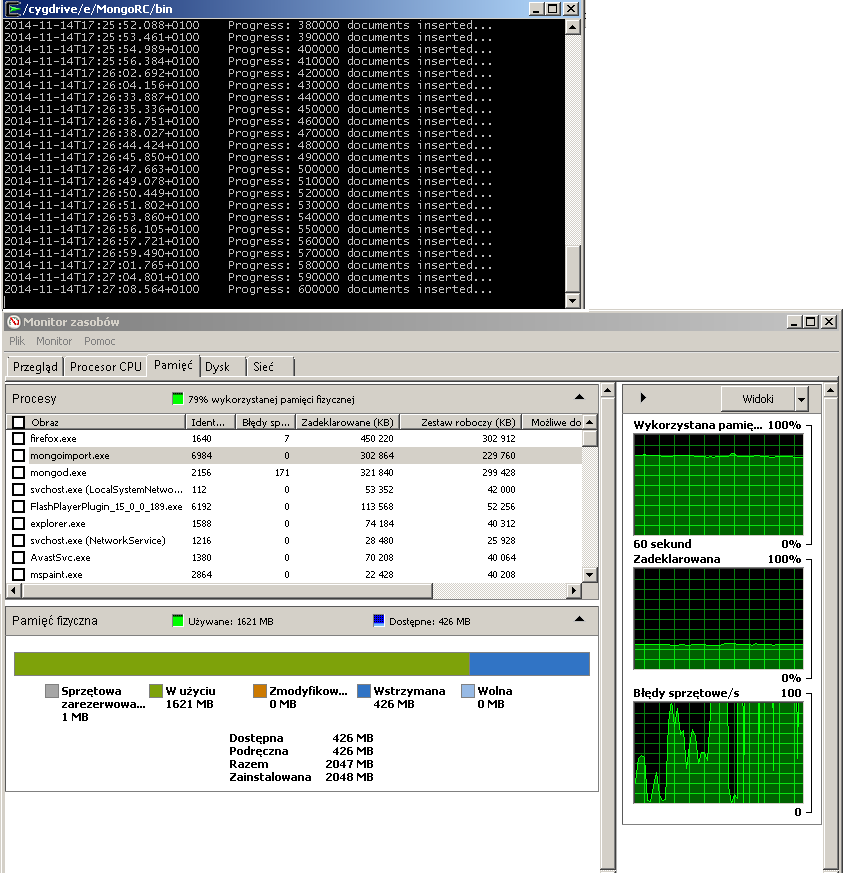 /cygdrive/e/MongoRC/bin
2014-11-14T17:25:52.088+0100 Progress: 380000 documents inserted...
2014-11-14T17:25:53.461+0100 Progress: 390000 documents inserted...
2014-11-14T17:25:54.989+0100 Progress: 400000 documents inserted...
2014-11-14T17:25:56.384+0100 Progress: 410000 documents inserted...
2014-11-14T17:26:02.692+0100 Progress: 420000 documents inserted...
2014-11-14T17:26:04.156+0100 Progress: 430000 documents inserted...
2014-11-14T17:26:33.887+0100 Progress: 440000 documents inserted...
2014-11-14T17:26:35.336+0100 Progress: 450000 documents inserted...
2014-11-14T17:26:36.751+0100 Progress: 460000 documents inserted...
2014-11-14T17:26:38.027+0100 Progress: 470000 documents inserted...
2014-11-14T17:26:44.424+0100 Progress: 480000 documents inserted...
2014-11-14T17:26:45.850+0100 Progress: 490000 documents inserted...
2014-11-14T17:26:47.663+0100 Progress: 500000 documents inserted...
2014-11-14T17:26:49.078+0100 Progress: 510000 documents inserted...
2014-11-14T17:26:50.449+0100 Progress: 520000 documents inserted...
2014-11-14T17:26:51.802+0100 Progress: 530000 documents inserted...
2014-11-14T17:26:53.860+0100 Progress: 540000 documents inserted...
2014-11-14T17:26:56.105+0100 Progress: 550000 documents inserted...
2014-11-14T17:26:57.721+0100 Progress: 560000 documents inserted...
2014-11-14T17:26:59.490+0100 Progress: 570000 documents inserted...
2014-11-14T17:27:01.765+0100 Progress: 580000 documents inserted...
2014-11-14T17:27:04.801+0100 Progress: 590000 documents inserted...
2014-11-14T17:27:08.564+0100 Progress: 600000 documents inserted...
Monitor zasobów
Plik Monitor Pomoc
Przegląd Procesor CPU Pamięć Dysk Sieć
Procesy 79% wykorzystanej pamięci fizycznej
Obraz Ident... Błędy sp... Zadeklarowane (KB) Zestaw roboczy (KB) Możliwe do
firefox.exe 1640 7 450 220 302 912
mongoimport.exe 6984 0 302 864 229 760
mongod.exe 2156 171 321 840 299 428
svchost.exe (LocalSystemNetwo... 112 0 53 352 42 000
FlashPlayerPlugin_15_0_0_189.exe 6192 0 113 568 52 256
explorer.exe 1588 0 74 184 40 312
svchost.exe (NetworkService) 1216 0 28 480 25 928
AvastSvc.exe 1380 0 70 208 40 064
mspaint.exe 2864 0 22 428 40 208
Pamięć fizyczna Używane: 1621 MB Dostępne: 426 MB
Sprzętowa zarezerwowa... 1 MB
W użyciu 1621 MB
Zmodyfikow... 0 MB
Wstrzymana 426 MB
Wolna 0 MB
Dostępna 426 MB
Podręczna 426 MB
Razem 2047 MB
Zainstalowana 2048 MB
Widoki
Wykorzystana pamię... 100%
60 sekund 0%
Zadeklarowana 100%
0%
Błędy sprzętowe/s 100
0